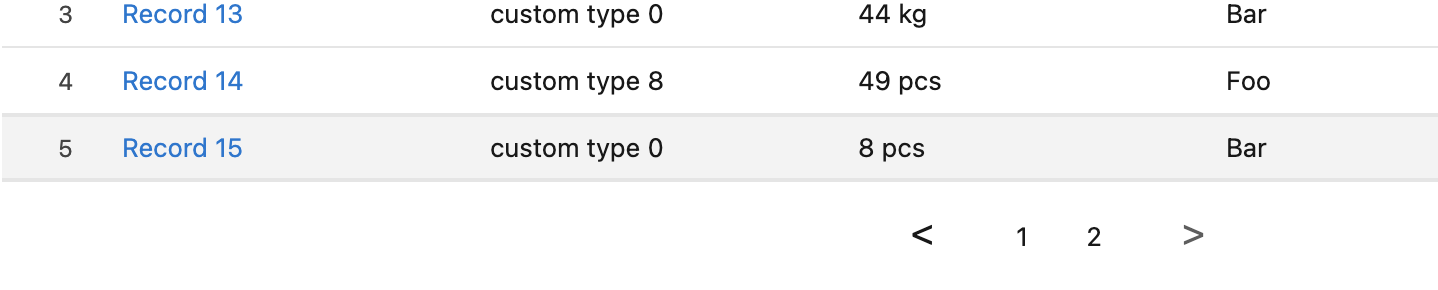 3 Record 13 custom type 0 44 kg Bar
4 Record 14 custom type 8 49 pcs Foo
5 Record 15 custom type 0 8 pcs Bar
< 1 2 >